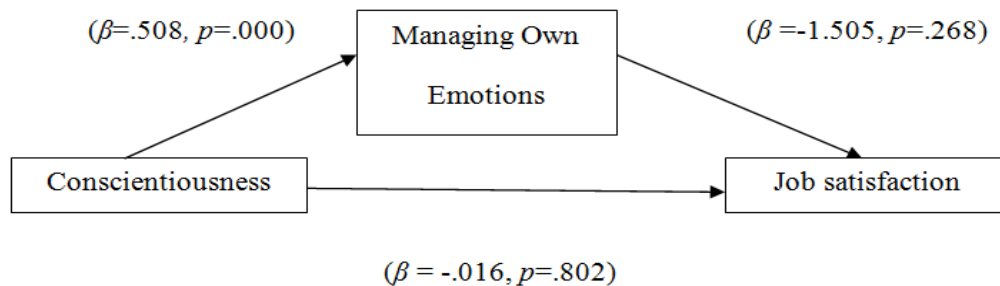 (β=.508, p=.000)
Managing Own
Emotions
(β =-1.505, p=.268)
Conscientiousness
Job satisfaction
(β = -.016, p=.802)